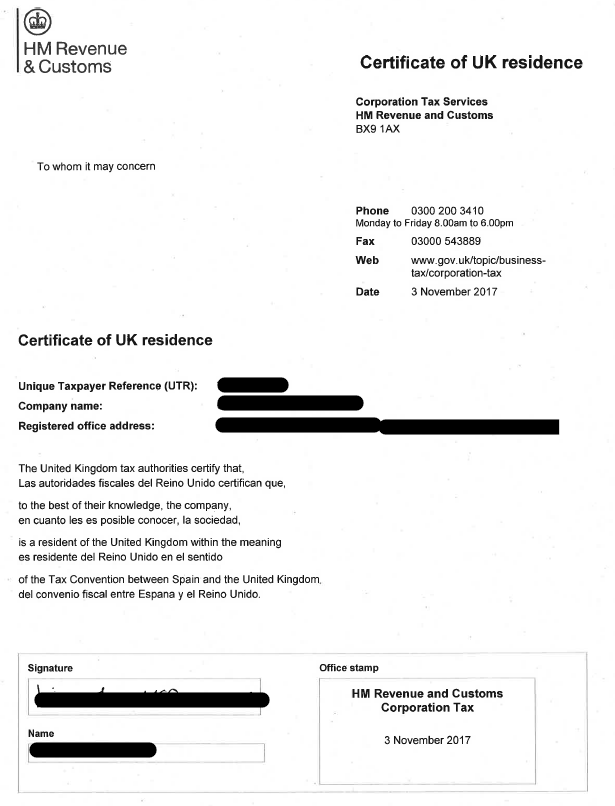 HM Revenue
& Customs
Certificate of UK residence
Corporation Tax Services
HM Revenue and Customs
BX9 1AX
To whom it may concern
Phone 0300 200 3410
Monday to Friday 8.00am to 6.00pm
Fax 03000 543889
Web www.gov.uk/topic/business-
tax/corporation-tax
Date 3 November 2017
Certificate of UK residence
Unique Taxpayer Reference (UTR):
Company name:
Registered office address:
The United Kingdom tax authorities certify that,
Las autoridades fiscales del Reino Unido certifican que,
to the best of their knowledge, the company,
en cuanto les es posible conocer, la sociedad,
is a resident of the United Kingdom within the meaning
es residente del Reino Unido en el sentido
of the Tax Convention between Spain and the United Kingdom,
del convenio fiscal entre Espana y el Reino Unido.
Signature
Office stamp
HM Revenue and Customs
Corporation Tax
3 November 2017
Name